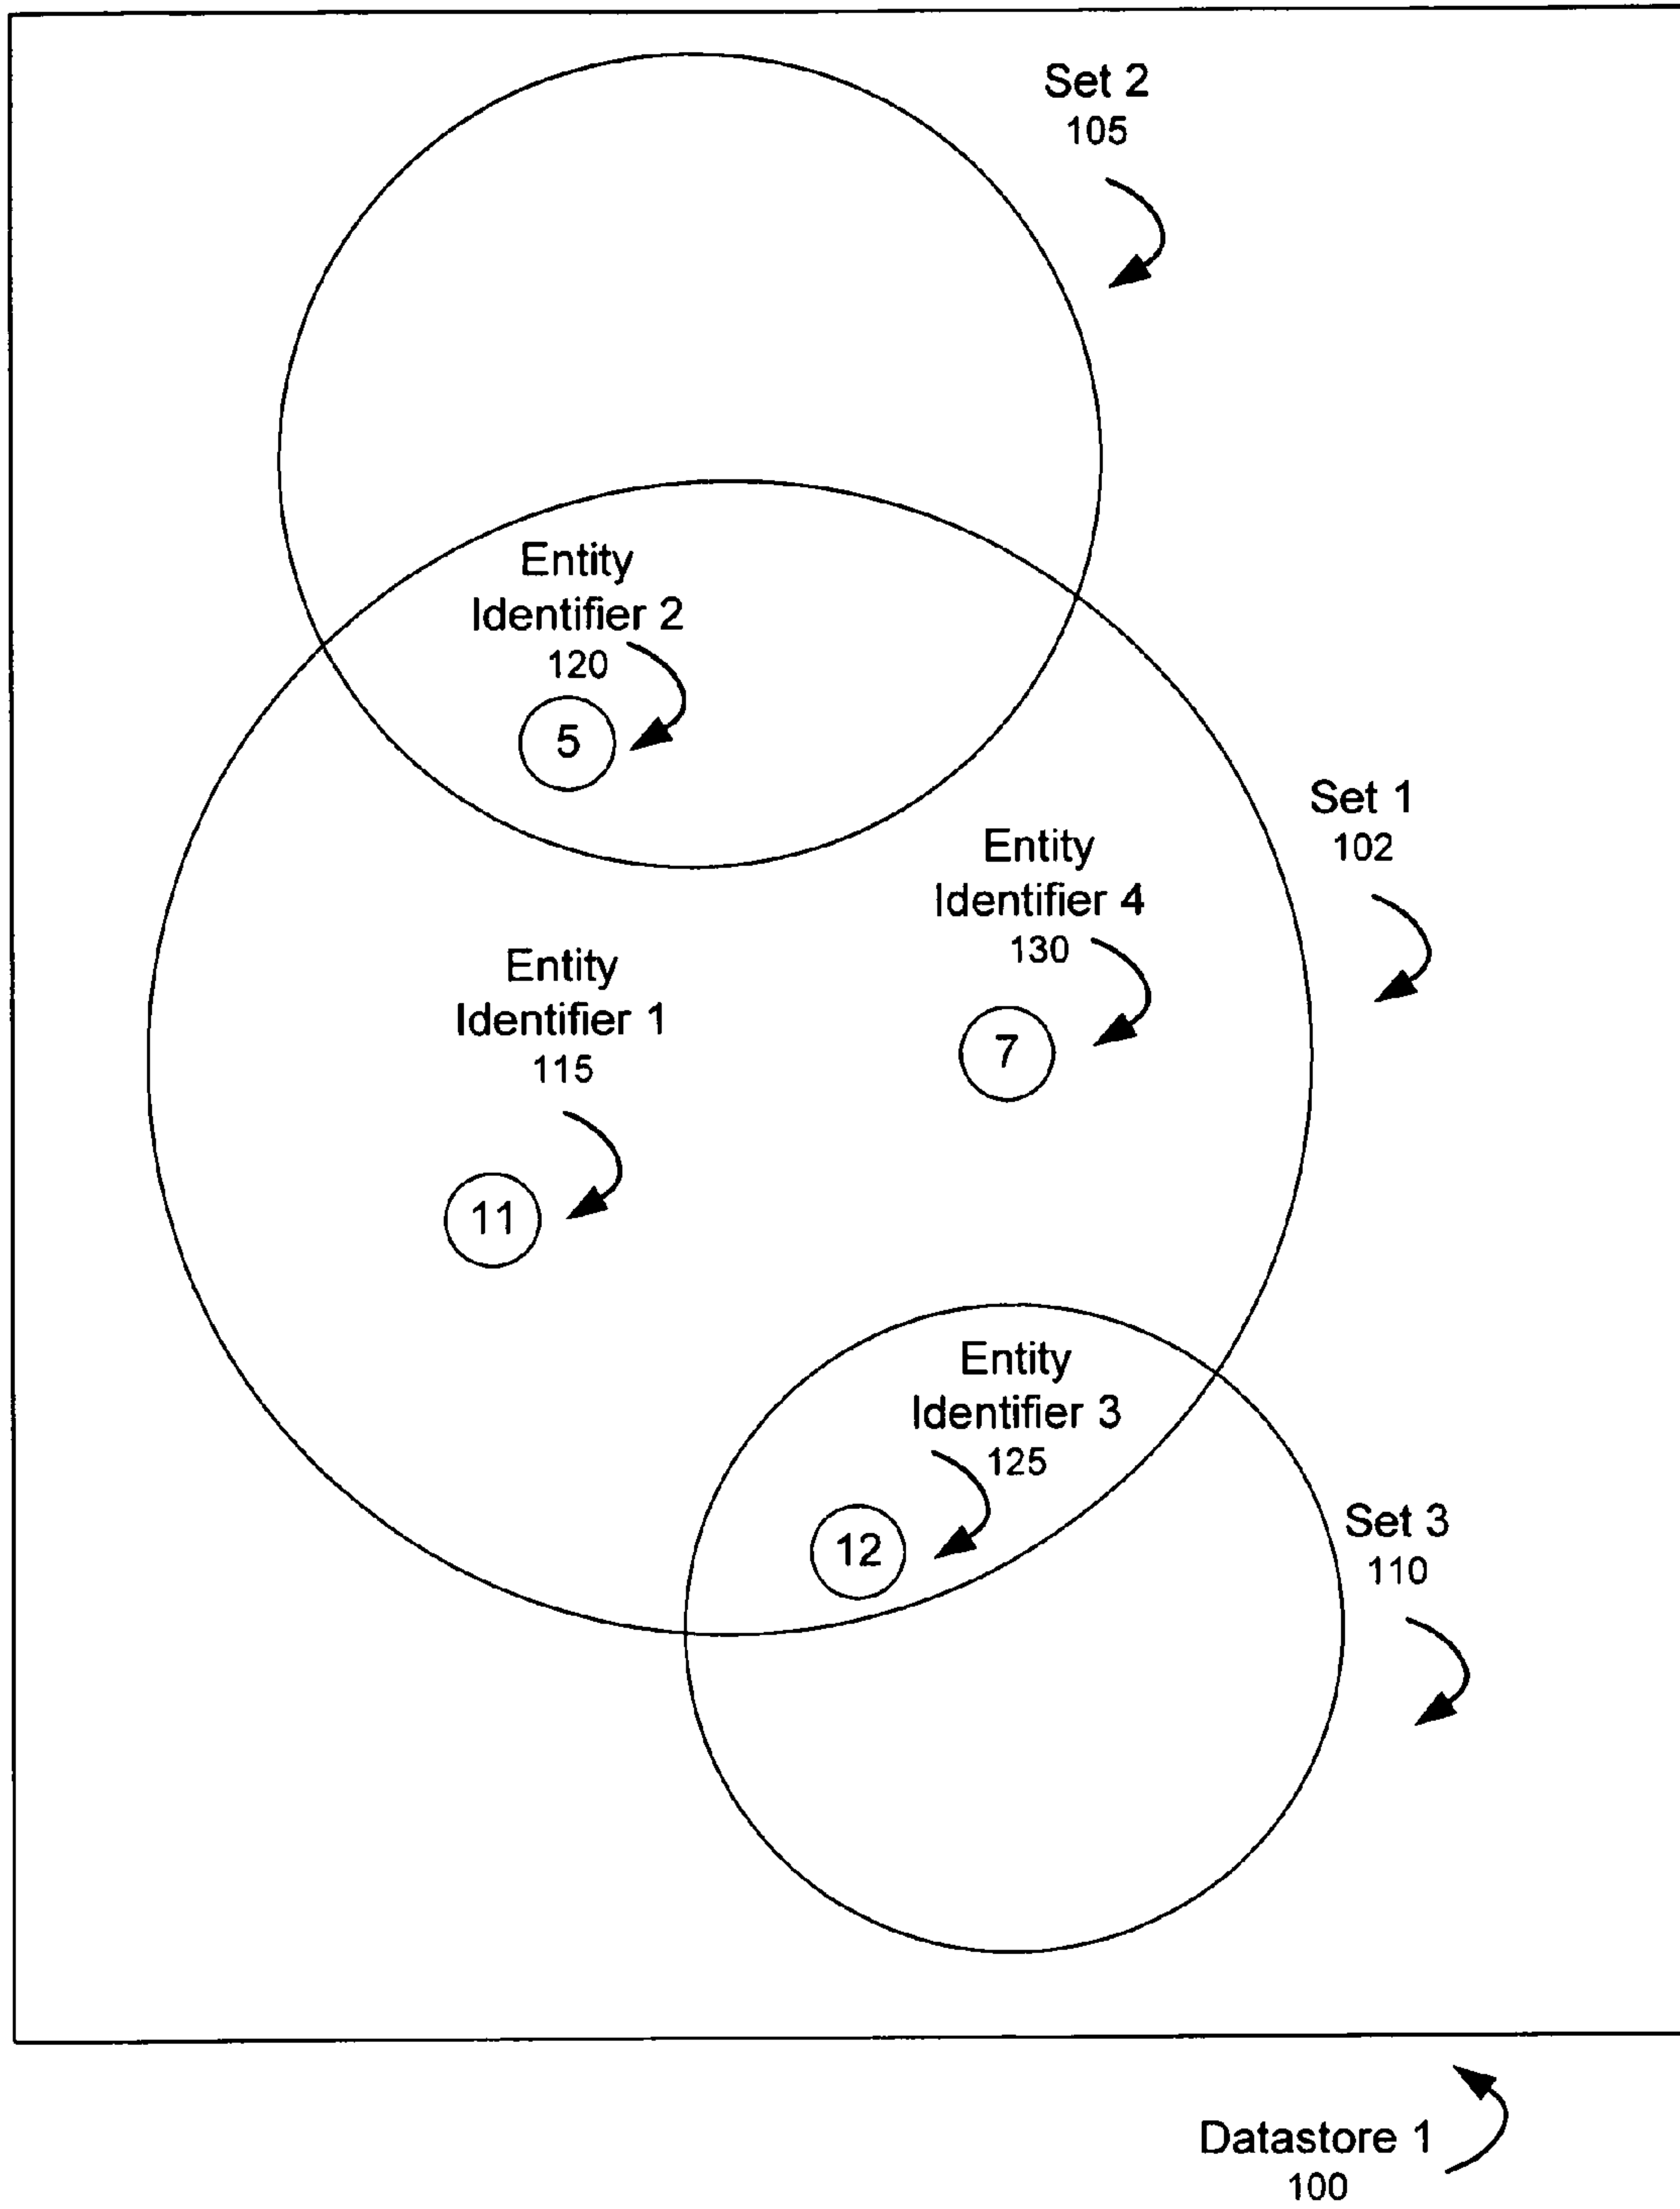 Set 2
105
Entity
Identifier 2
120
5
Set 1
102
Entity
Identifier 4
130
7
Entity
Identifier 1
115
11
Entity
Identifier 3
125
12
Set 3
110
Datastore 1
100